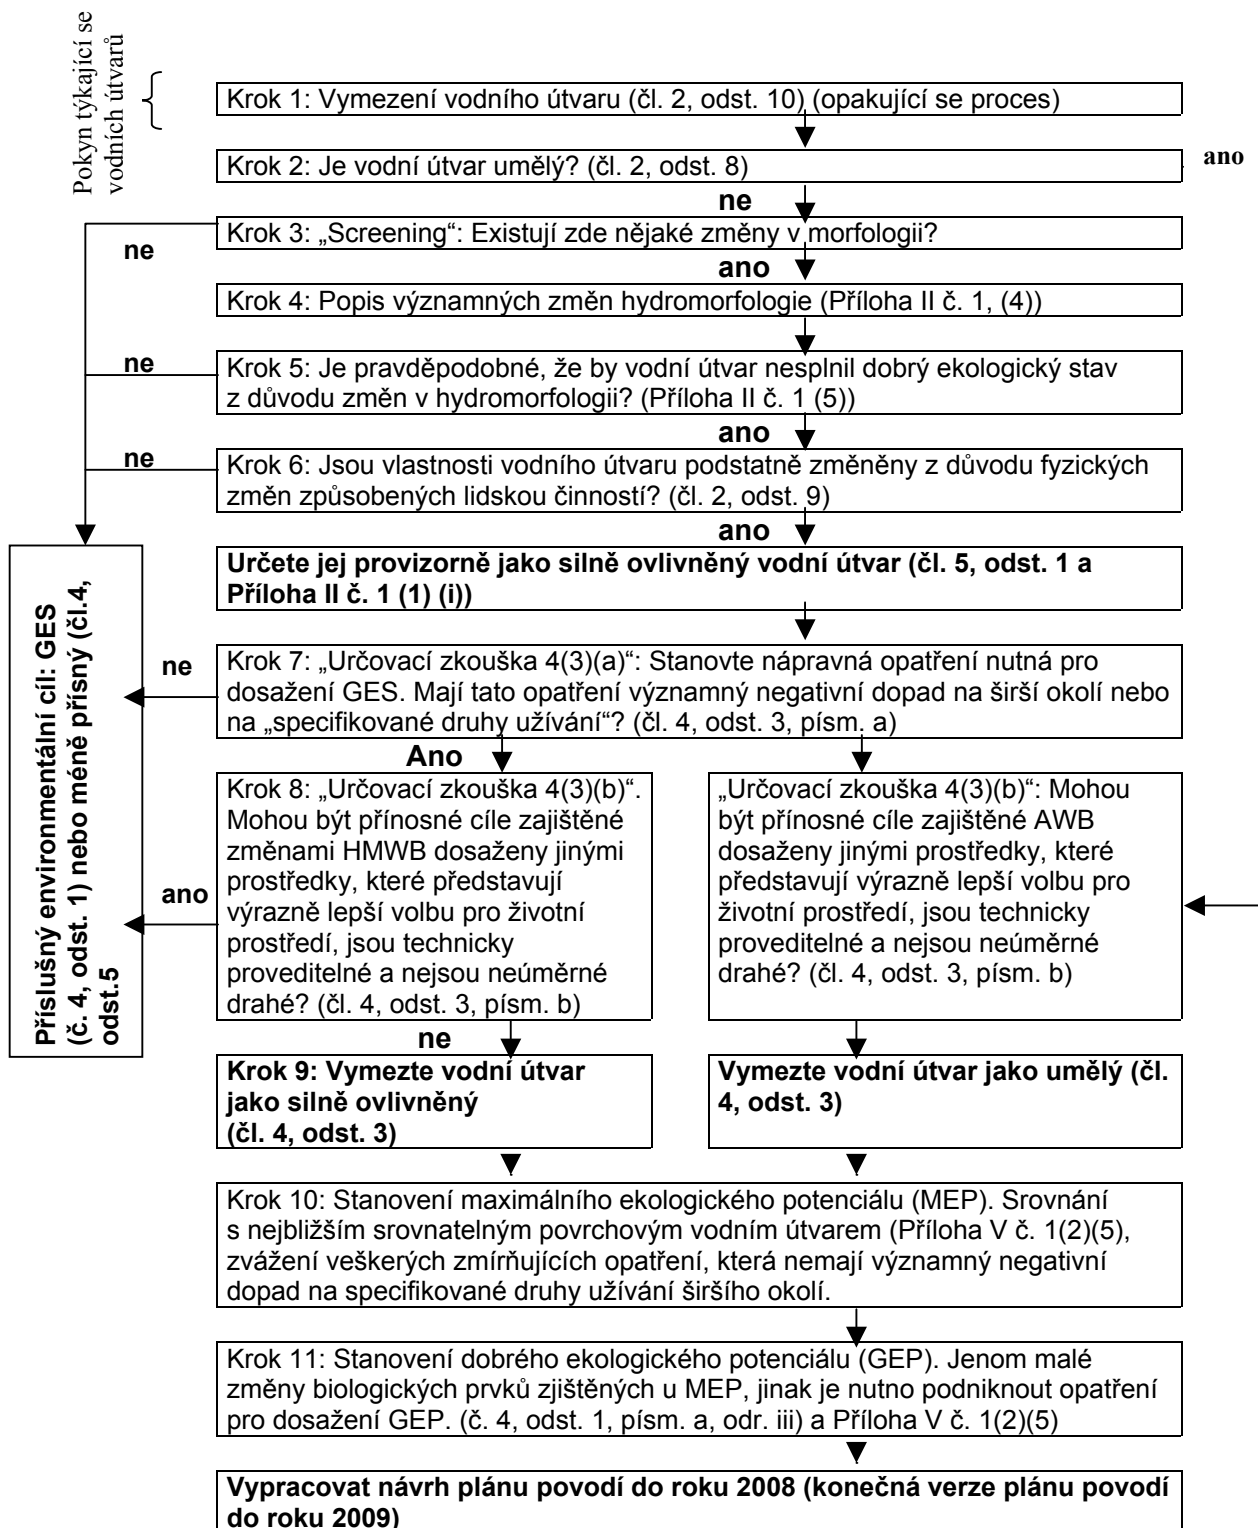 Pokyn týkající se
vodních útvarů
Krok 1: Vymezení vodního útvaru (čl. 2, odst. 10) (opakující se proces)
Krok 2: Je vodní útvar umělý? (čl. 2, odst. 8)
ano
ne
Krok 3: „Screening“: Existují zde nějaké změny v morfologii?
ne
ano
Krok 4: Popis významných změn hydromorfologie (Příloha II č. 1, (4))
ne
Krok 5: Je pravděpodobné, že by vodní útvar nesplnil dobrý ekologický stav
z důvodu změn v hydromorfologii? (Příloha II č. 1 (5))
ano
ne
Krok 6: Jsou vlastnosti vodního útvaru podstatně změněny z důvodu fyzických
změn způsobených lidskou činností? (čl. 2, odst. 9)
ano
Určete jej provizorně jako silně ovlivněný vodní útvar (čl. 5, odst. 1 a
Příloha II č. 1 (1) (i))
Příslušný environmentální cíl: GES
(č. 4, odst. 1) nebo méně přísný (čl.4,
odst.5
ne
Krok 7: „Určovací zkouška 4(3)(a)“: Stanovte nápravná opatření nutná pro
dosažení GES. Mají tato opatření významný negativní dopad na širší okolí nebo
na „specifikované druhy užívání“? (čl. 4, odst. 3, písm. a)
Ano
ano
Krok 8: „Určovací zkouška 4(3)(b)“.
Mohou být přínosné cíle zajištěné
změnami HMWB dosaženy jinými
prostředky, které představují
výrazně lepší volbu pro životní
prostředí, jsou technicky
proveditelné a nejsou neúměrné
drahé? (čl. 4, odst. 3, písm. b)
„Určovací zkouška 4(3)(b)“: Mohou
být přínosné cíle zajištěné AWB
dosaženy jinými prostředky, které
představují výrazně lepší volbu pro
životní prostředí, jsou technicky
proveditelné a nejsou neúměrné
drahé? (čl. 4, odst. 3, písm. b)
ne
Krok 9: Vymezte vodní útvar
jako silně ovlivněný
(čl. 4, odst. 3)
Vymezte vodní útvar jako umělý (čl.
4, odst. 3)
Krok 10: Stanovení maximálního ekologického potenciálu (MEP). Srovnání
s nejbližším srovnatelným povrchovým vodním útvarem (Příloha V č. 1(2)(5),
zvážení veškerých zmírňujících opatření, která nemají významný negativní
dopad na specifikované druhy užívání širšího okolí.
Krok 11: Stanovení dobrého ekologického potenciálu (GEP). Jenom malé
změny biologických prvků zjištěných u MEP, jinak je nutno podniknout opatření
pro dosažení GEP. (č. 4, odst. 1, písm. a, odr. iii) a Příloha V č. 1(2)(5)
Vypracovat návrh plánu povodí do roku 2008 (konečná verze plánu povodí
do roku 2009)